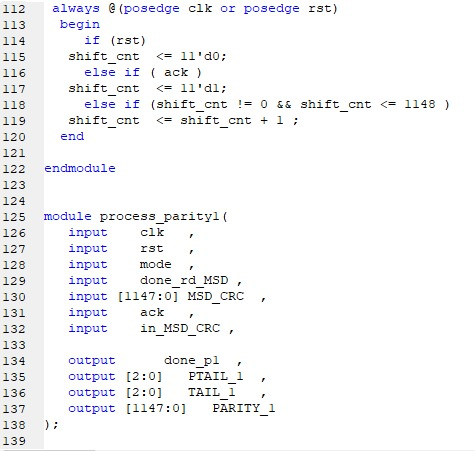 112 always @(posedge clk or posedge rst)
113 begin
114 if (rst)
115 shift_cnt <= 11'd0;
116 else if ( ack )
117 shift_cnt <= 11'd1;
118 else if (shift_cnt != 0 && shift_cnt <= 1148 )
119 shift_cnt <= shift_cnt + 1 ;
120 end
121
122 endmodule
123
124
125 module process_parity1(
126 input clk ,
127 input rst ,
128 input mode ,
129 input done_rd_MSD ,
130 input [1147:0] MSD_CRC ,
131 input ack ,
132 input in_MSD_CRC ,
133
134 output done_p1 ,
135 output [2:0] PTAIL_1 ,
136 output [2:0] TAIL_1 ,
137 output [1147:0] PARITY_1
138 );
139